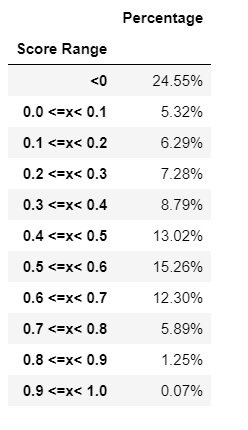 Percentage
Score Range
<0 24.55%
0.0 <=x< 0.1 5.32%
0.1 <=x< 0.2 6.29%
0.2 <=x< 0.3 7.28%
0.3 <=x< 0.4 8.79%
0.4 <=x< 0.5 13.02%
0.5 <=x< 0.6 15.26%
0.6 <=x< 0.7 12.30%
0.7 <=x< 0.8 5.89%
0.8 <=x< 0.9 1.25%
0.9 <=x< 1.0 0.07%